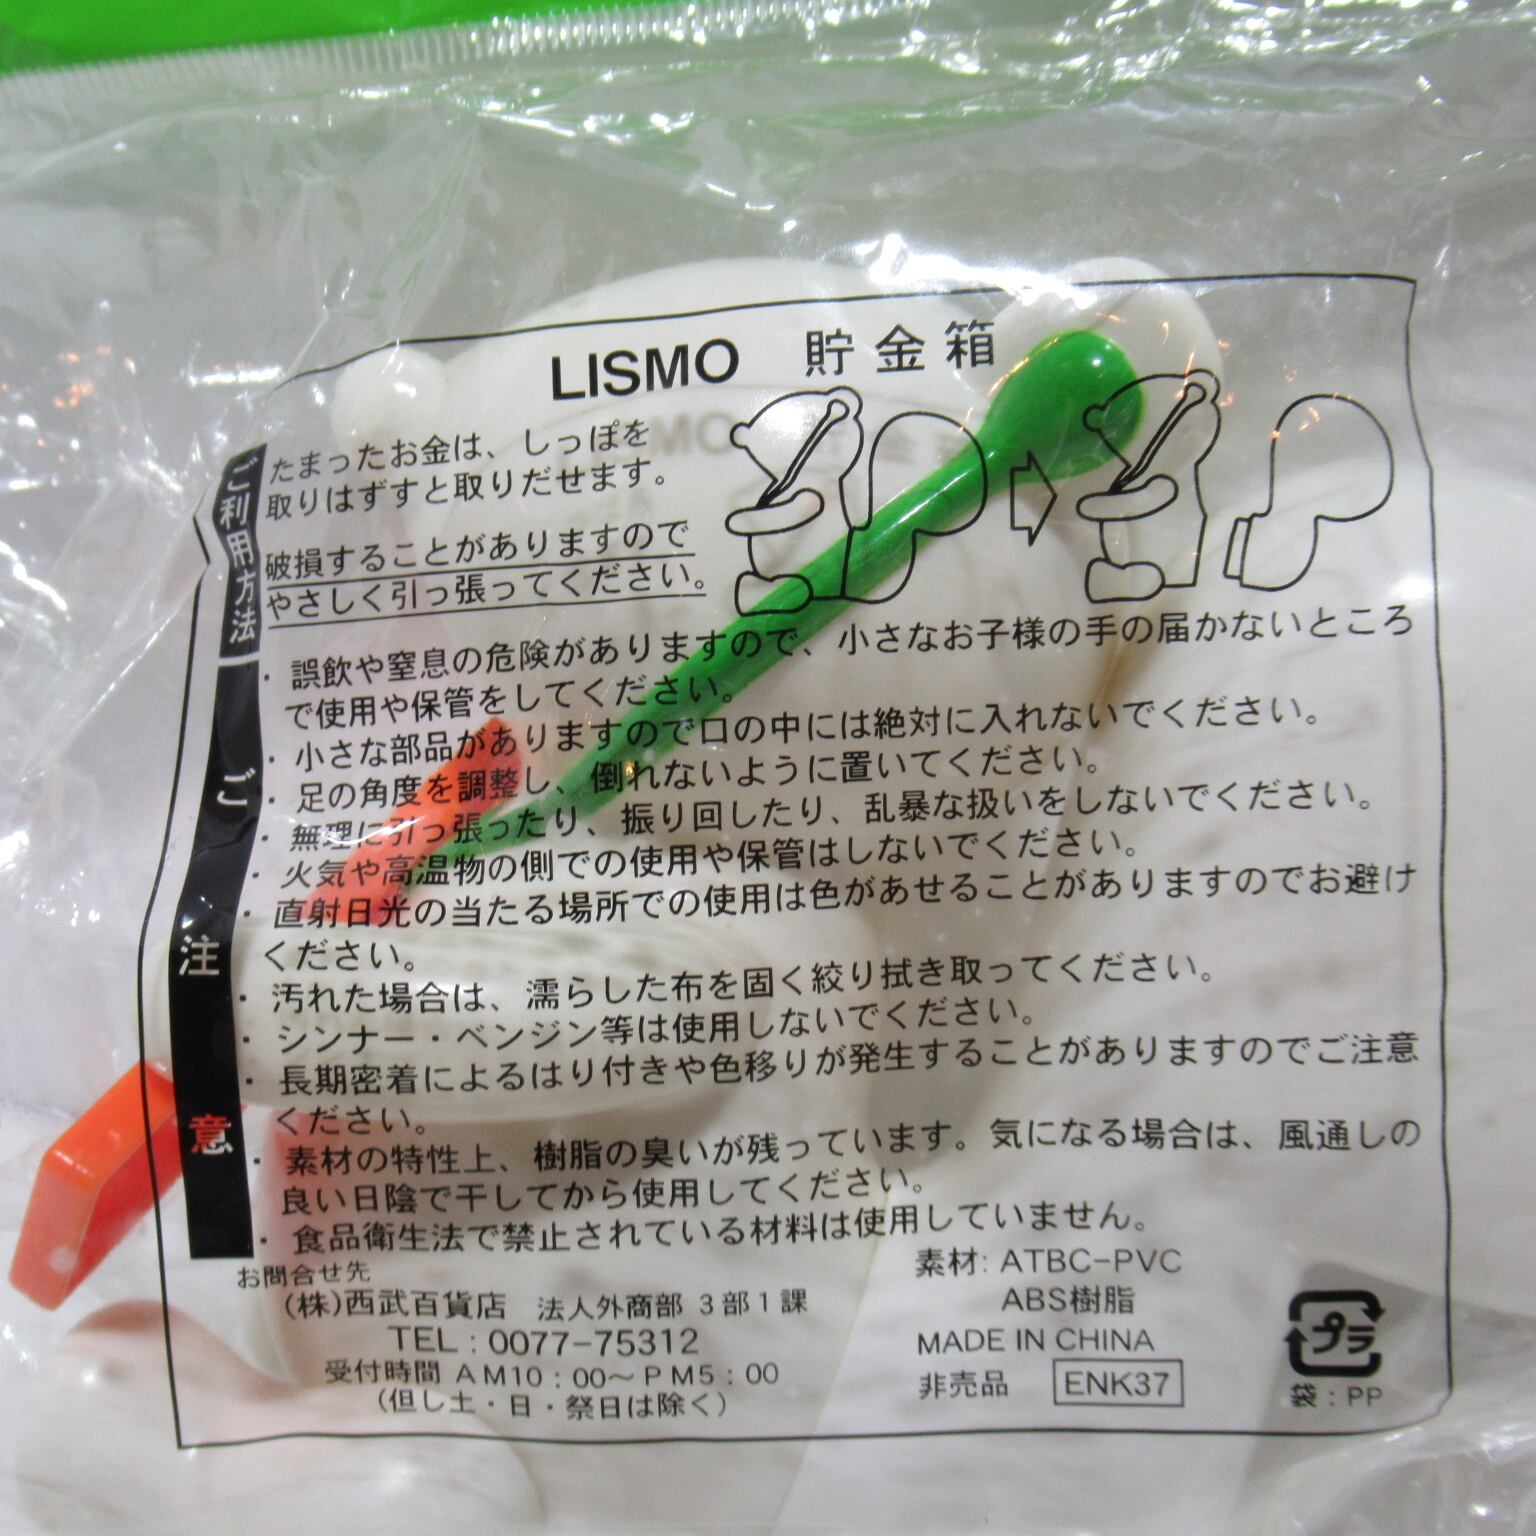 LISMO 貯金箱
ご利用方法
たまったお金は、しっぽを
取りはずすと取りだせます。
破損することがありますので
やさしく引っ張ってください。
ご注意
・誤飲や窒息の危険がありますので、小さなお子様の手の届かないところ
で使用や保管をしてください。
・小さな部品がありますので口の中には絶対に入れないでください。
・足の角度を調整し、倒れないように置いてください。
・無理に引っ張ったり、振り回したり、乱暴な扱いをしないでください。
・火気や高温物の側での使用や保管はしないでください。
・直射日光の当たる場所での使用は色があせることがありますのでお避け
ください。
・汚れた場合は、濡らした布を固く絞り拭き取ってください。
・シンナー・ベンジン等は使用しないでください。
・長期密着によるはり付きや色移りが発生することがありますのでご注意
ください。
・素材の特性上、樹脂の臭いが残っています。気になる場合は、風通しの
良い日陰で干してから使用してください。
・食品衛生法で禁止されている材料は使用していません。
お問合せ先
(株)西武百貨店 法人外商部 3部1課
TEL:0077-75312
受付時間 AM10:00〜PM5:00
(但し土・日・祭日は除く)
素材: ATBC-PVC
ABS樹脂
MADE IN CHINA
非売品 ENK37
プラ
袋:PP